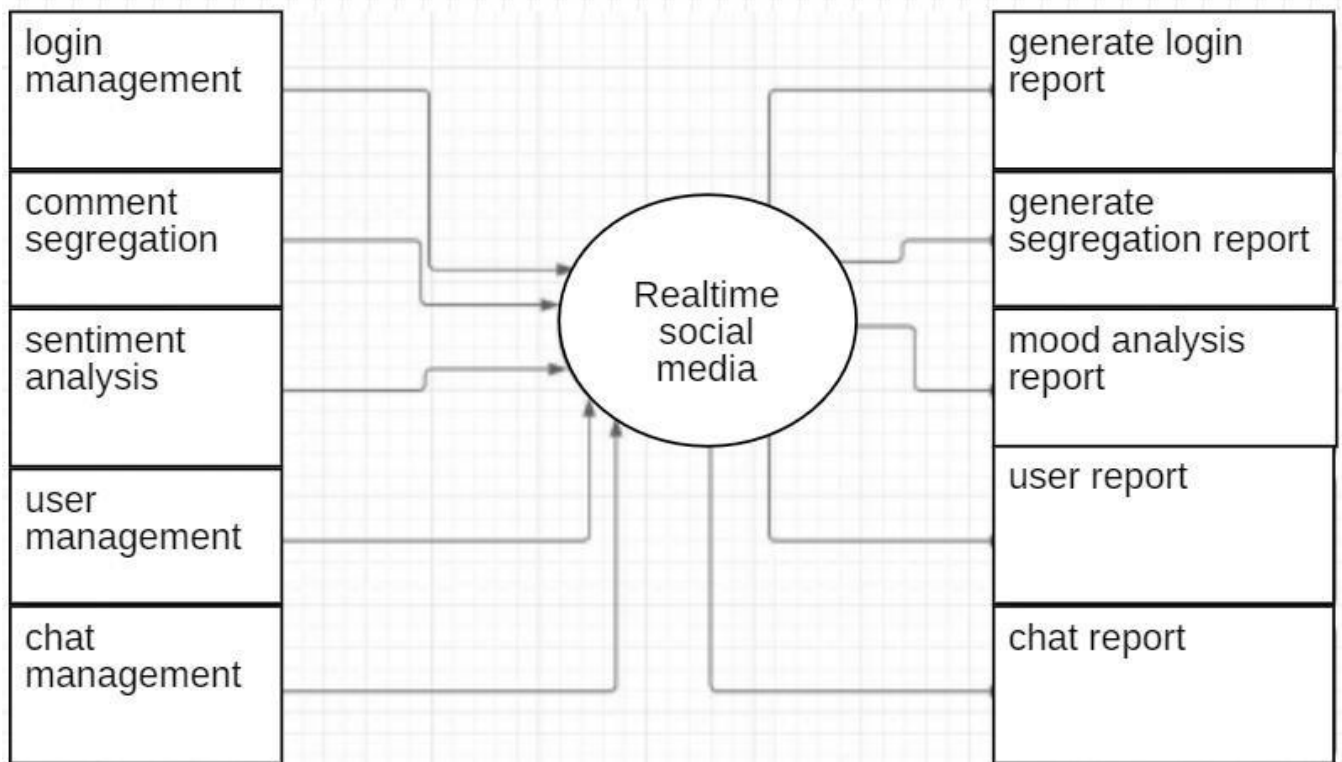 login
management
comment
segregation
sentiment
analysis
user
management
chat
management
Realtime
social
media
generate login
report
generate
segregation report
mood analysis
report
user report
chat report